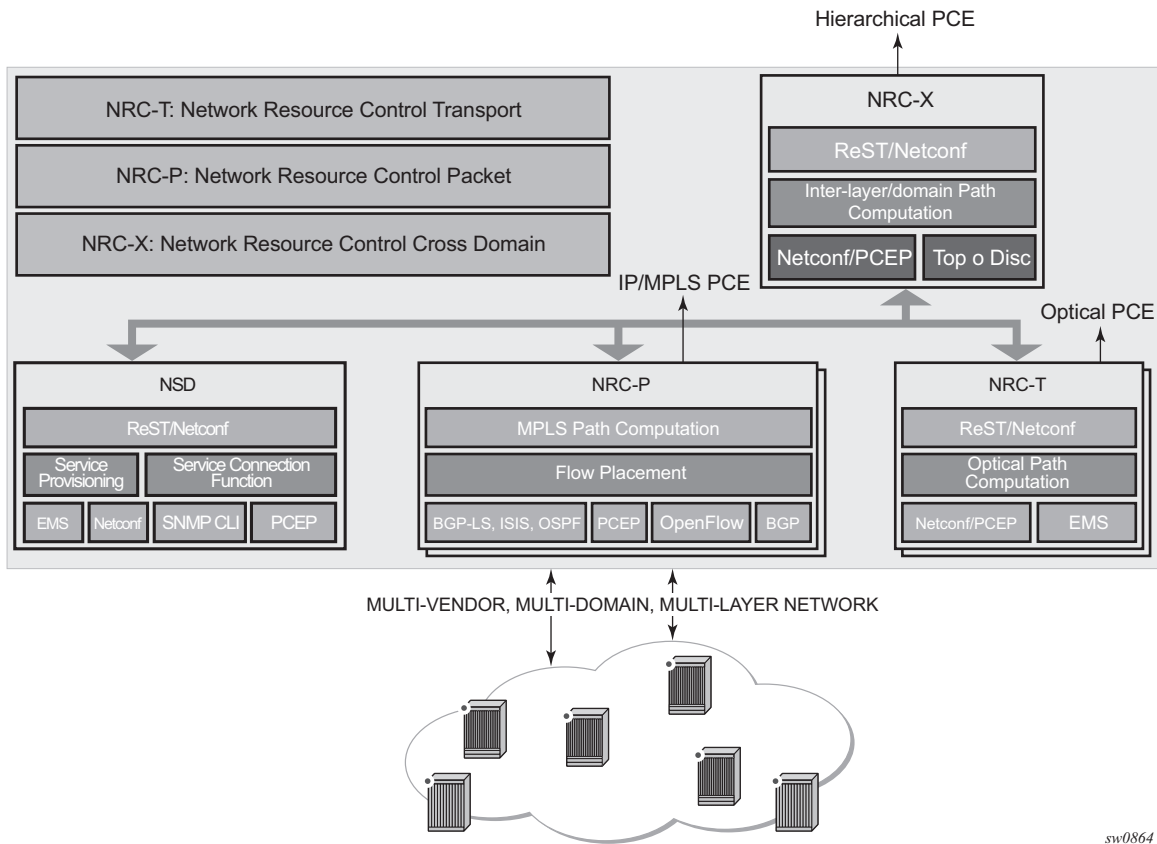 Hierarchical PCE
NRC-T: Network Resource Control Transport
NRC-P: Network Resource Control Packet
NRC-X: Network Resource Control Cross Domain
NRC-X
ReST/Netconf
Inter-layer/domain Path
Computation
Netconf/PCEP
Top o Disc
IP/MPLS PCE
Optical PCE
NSD
ReST/Netconf
Service
Provisioning
Service Connection
Function
EMS
Netconf
SNMP CLI
PCEP
NRC-P
MPLS Path Computation
Flow Placement
BGP-LS, ISIS, OSPF
PCEP
OpenFlow
BGP
NRC-T
ReST/Netconf
Optical Path
Computation
Netconf/PCEP
EMS
MULTI-VENDOR, MULTI-DOMAIN, MULTI-LAYER NETWORK
sw0864